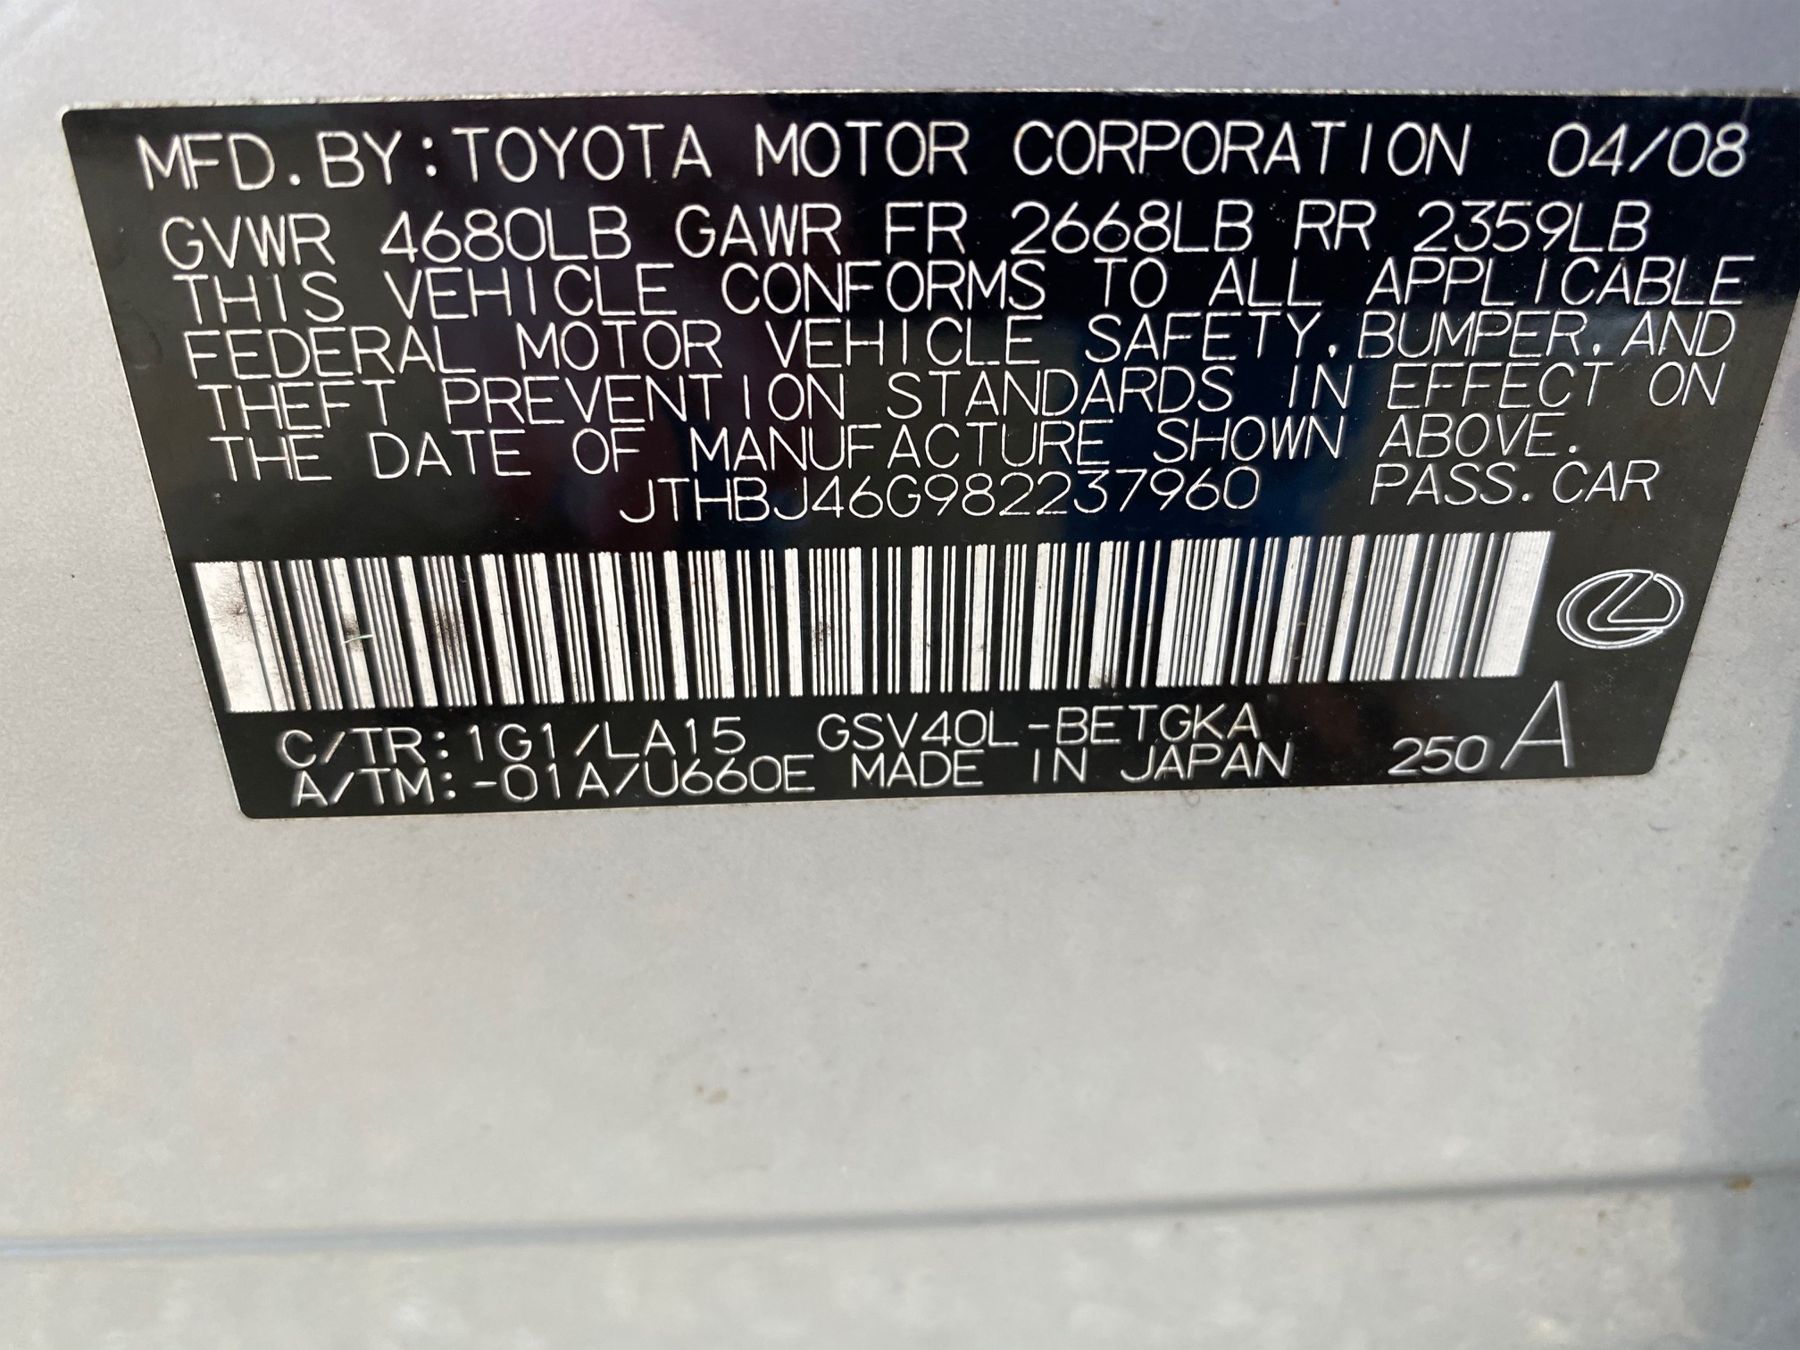 MFD. BY: TOYOTA MOTOR CORPORATION 04/08
GVWR 4680LB GAWR FR 2668LB RR 2359LB
THIS VEHICLE CONFORMS TO ALL APPLICABLE
FEDERAL MOTOR VEHICLE SAFETY, BUMPER, AND
THEFT PREVENTION STANDARDS IN EFFECT ON
THE DATE OF MANUFACTURE SHOWN ABOVE.
JTHBJ46G982237960 PASS. CAR
C/TR: 1G1/LA15 GSV40L-BETGKA
A/TM: -01A/U660E MADE IN JAPAN 250 A